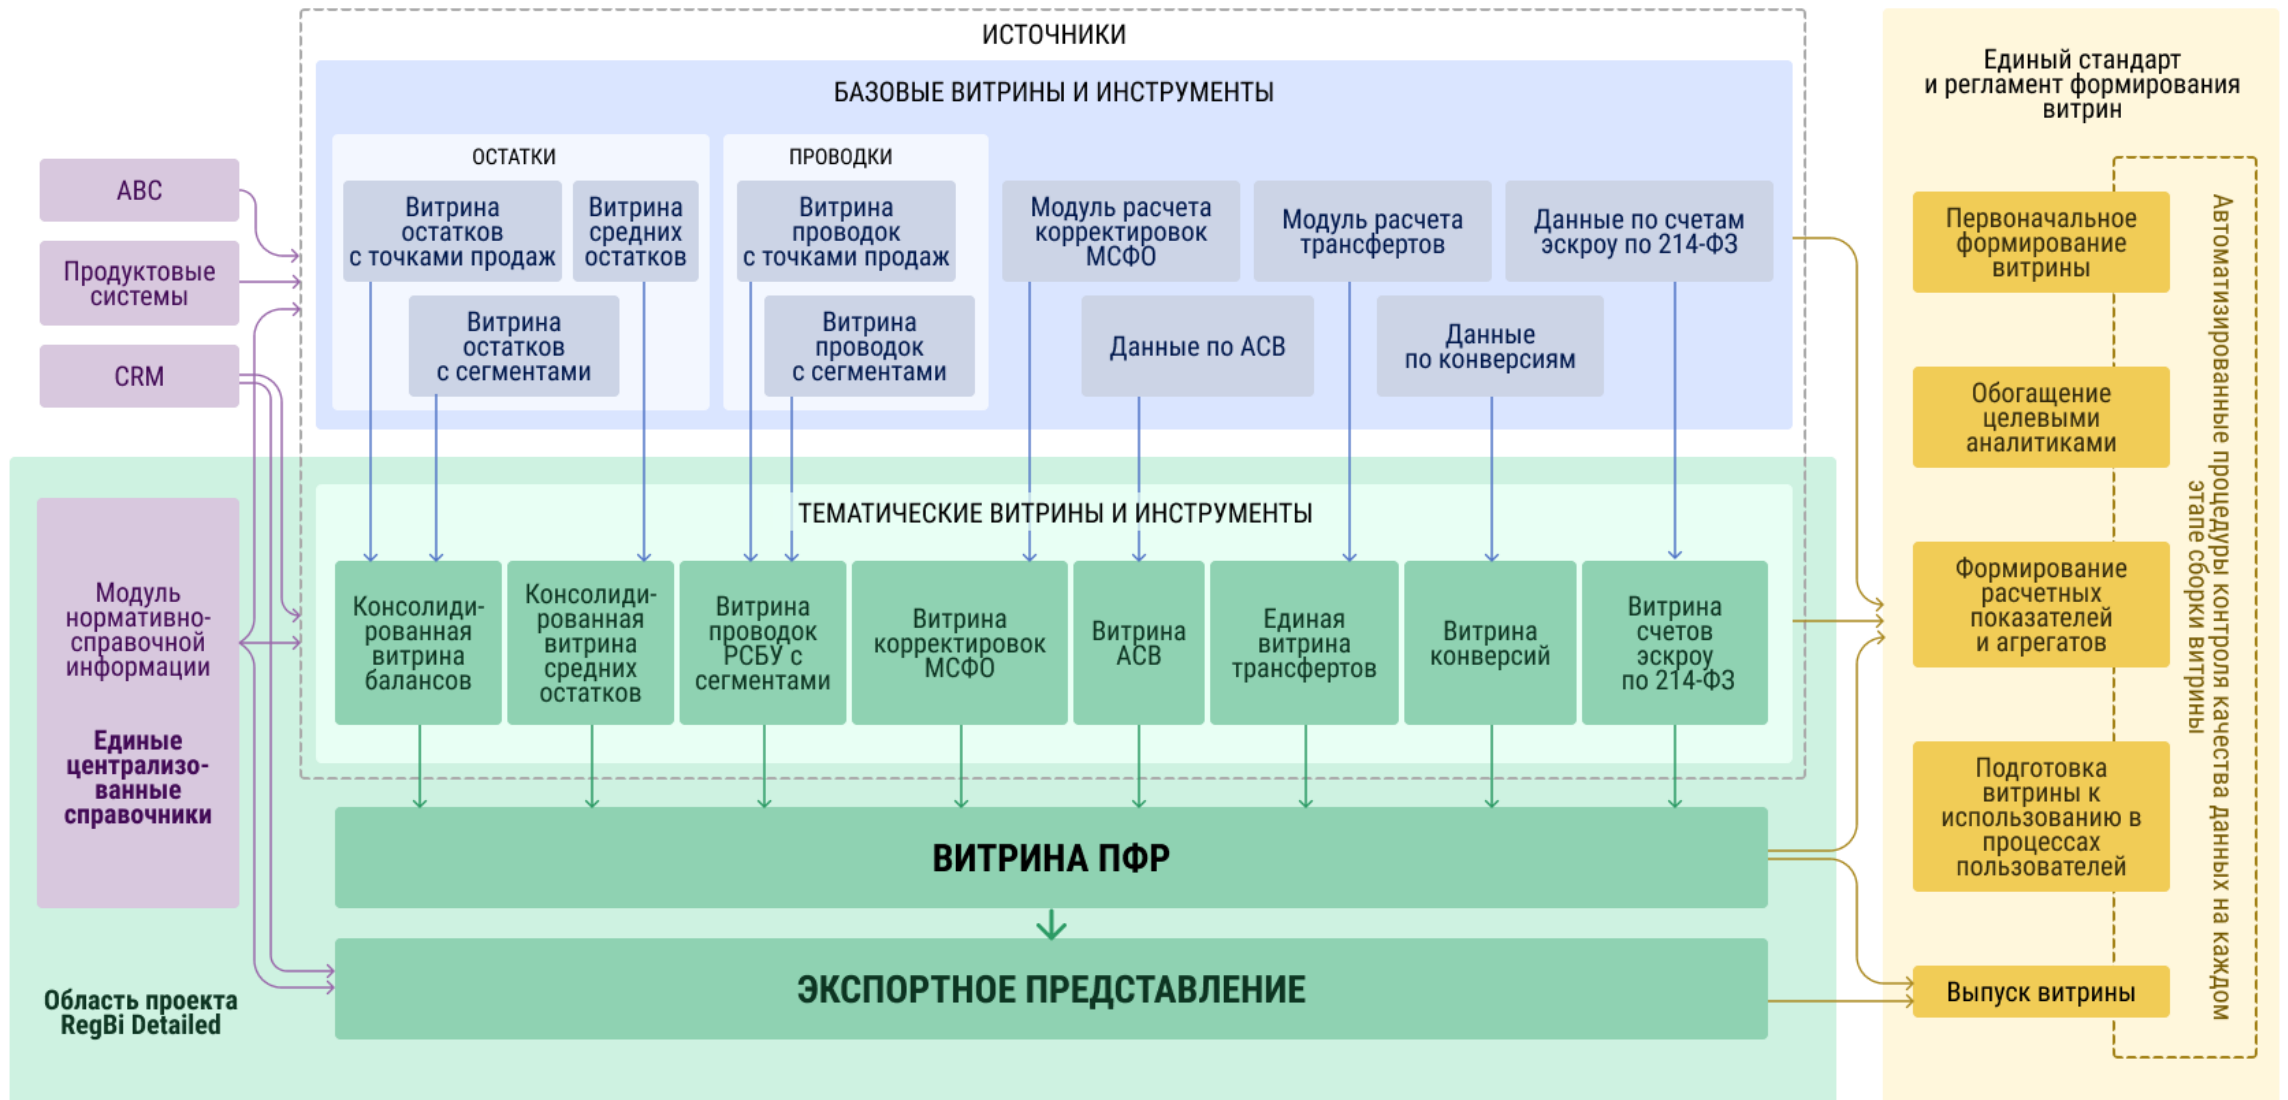 ИСТОЧНИКИ
БАЗОВЫЕ ВИТРИНЫ И ИНСТРУМЕНТЫ
ОСТАТКИ
Витрина
остатков
с точками продаж
Витрина
средних
остатков
Витрина
остатков
с сегментами
ПРОВОДКИ
Витрина
проводок
с точками продаж
Витрина
проводок
с сегментами
Модуль расчета
корректировок
МСФО
Данные по АСВ
Модуль расчета
трансфертов
Данные
по конверсиям
Данные по счетам
эскроу по 214-ФЗ
АВС
Продуктовые
системы
CRM
Модуль
нормативно-
справочной
информации
Единые
централизо-
ванные
справочники
Область проекта
RegBi Detailed
ТЕМАТИЧЕСКИЕ ВИТРИНЫ И ИНСТРУМЕНТЫ
Консолиди-
рованная
витрина
балансов
Консолиди-
рованная
витрина
средних
остатков
Витрина
проводок
РСБУ с
сегментами
Витрина
корректировок
МСФО
Витрина
АСВ
Единая
витрина
трансфертов
Витрина
конверсий
Витрина
счетов
эскроу
по 214-ФЗ
ВИТРИНА ПФР
ЭКСПОРТНОЕ ПРЕДСТАВЛЕНИЕ
Единый стандарт
и регламент формирования
витрин
Первоначальное
формирование
витрины
Обогащение
целевыми
аналитиками
Формирование
расчетных
показателей
и агрегатов
Подготовка
витрины к
использованию в
процессах
пользователей
Выпуск витрины
Автоматизированные процедуры контроля качества данных на каждом
этапе сборки витрины